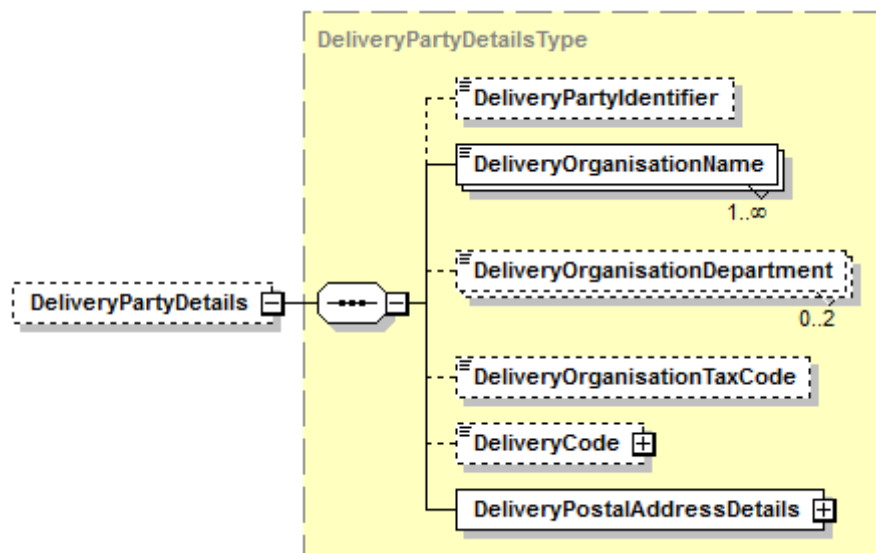 DeliveryPartyDetailsType
DeliveryPartyIdentifier
DeliveryOrganisationName
1..∞
DeliveryOrganisationDepartment
0..2
DeliveryPartyDetails
DeliveryOrganisationTaxCode
DeliveryCode
DeliveryPostalAddressDetails